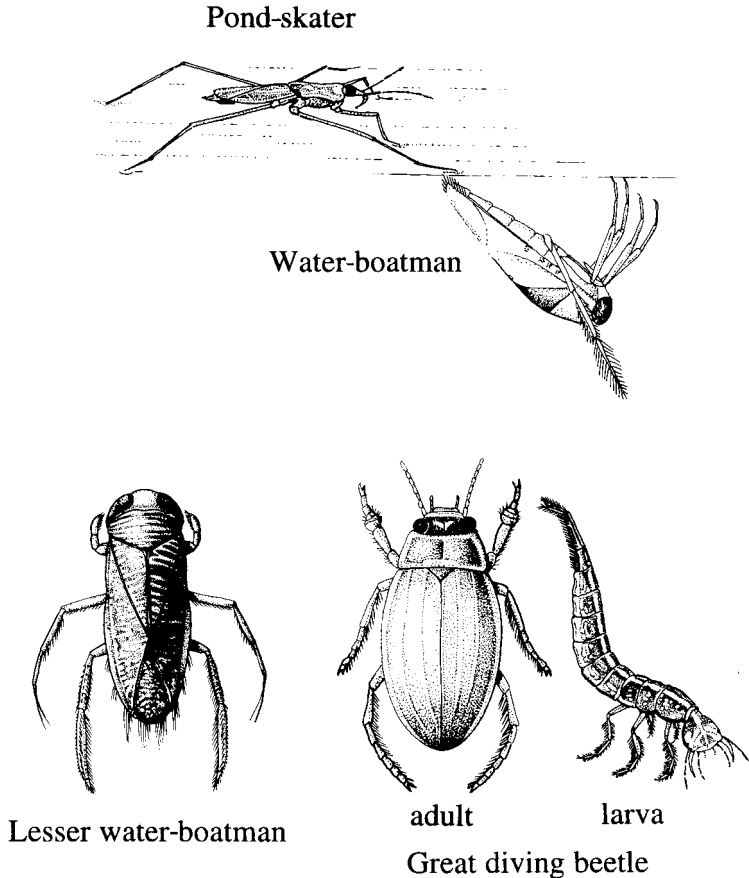 Pond-skater
Water-boatman
Lesser water-boatman
adult
larva
Great diving beetle